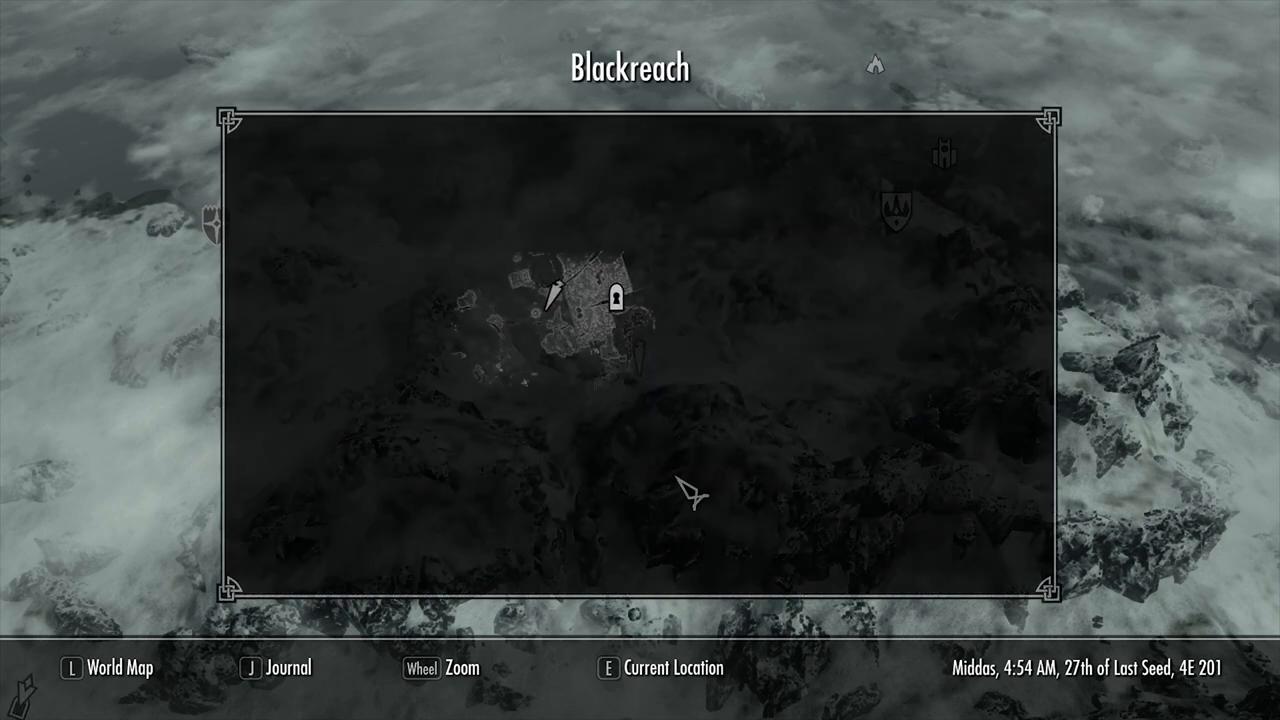 Blackreach
L World Map
J Journal
Wheel Zoom
E Current Location
Middas, 4:54 AM, 27th of Last Seed, 4E 201